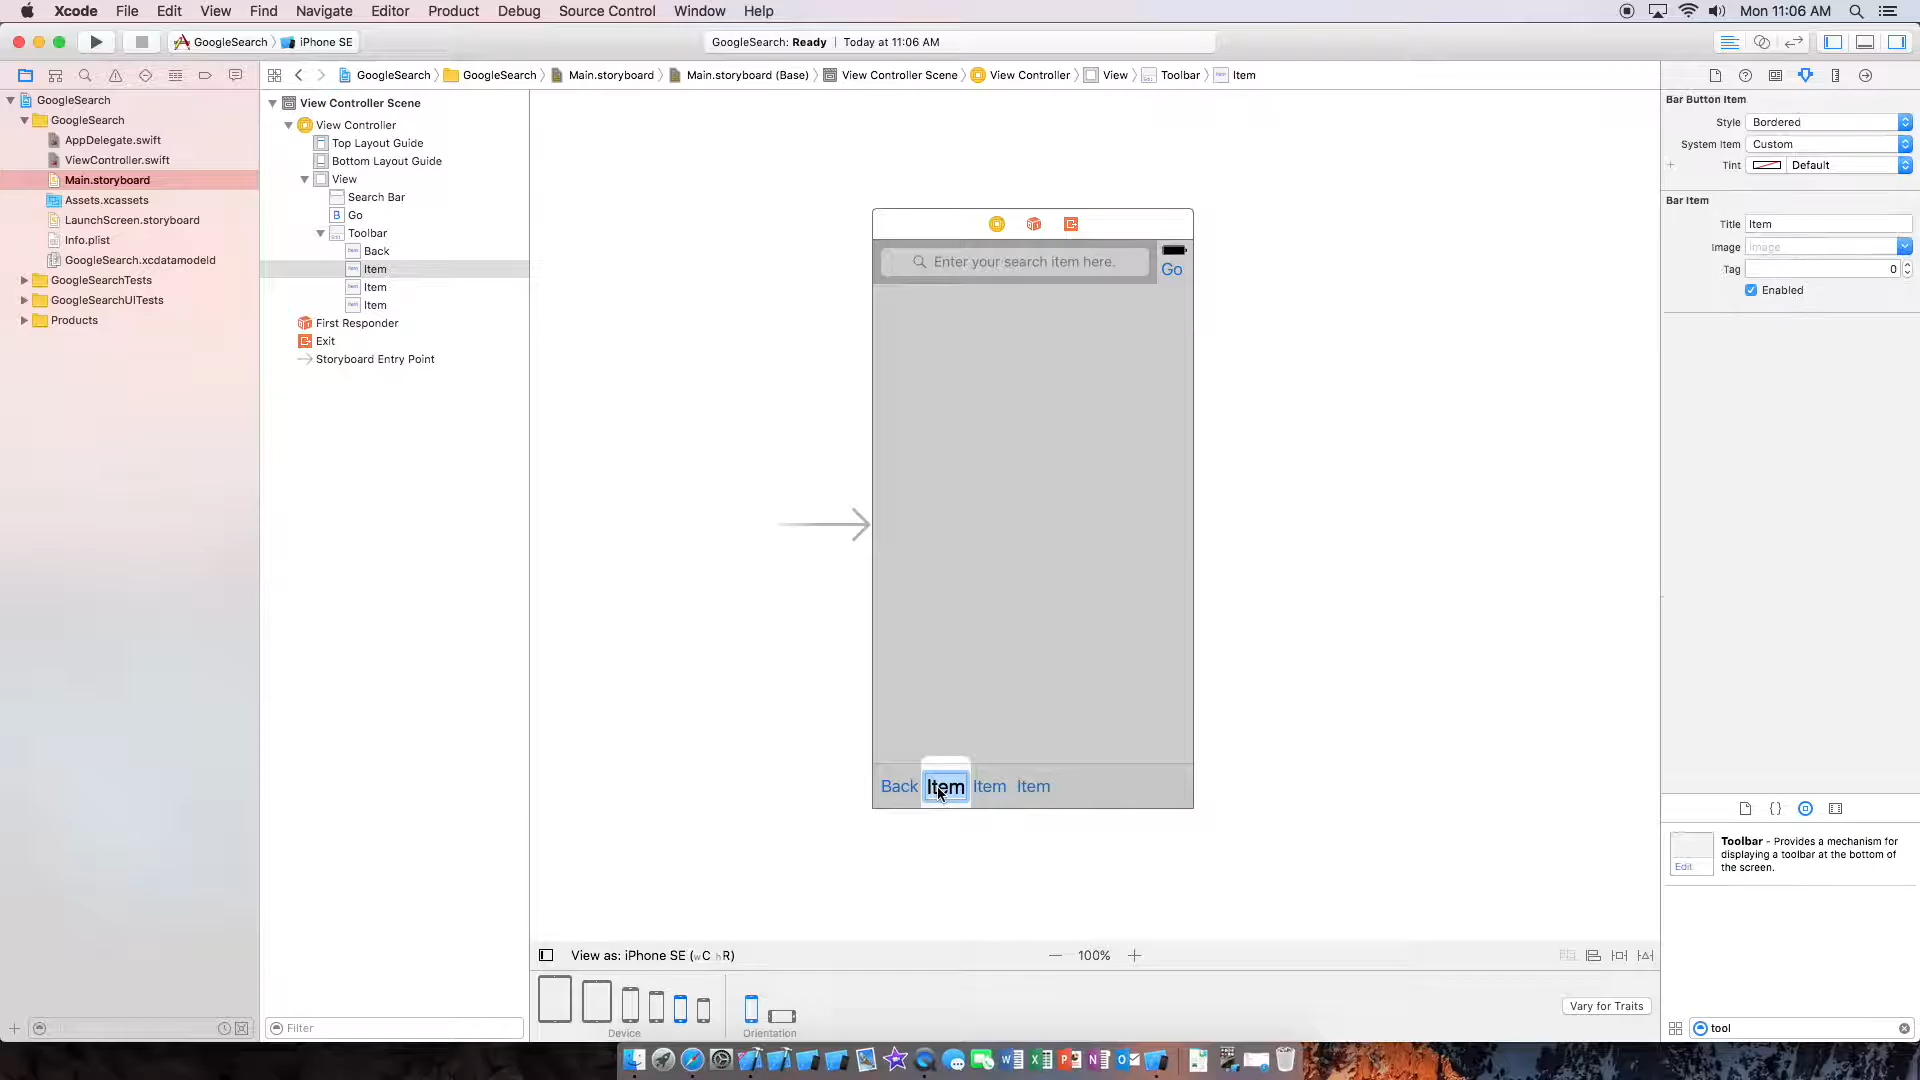 Xcode File Edit View Find Navigate Editor Product Debug Source Control Window Help Mon 11:06 AM
GoogleSearch iPhone SE GoogleSearch: Ready Today at 11:06 AM
GoogleSearch GoogleSearch Main.storyboard Main.storyboard (Base) View Controller Scene View Controller View Toolbar Item
GoogleSearch
GoogleSearch
AppDelegate.swift
ViewController.swift
Main.storyboard
Assets.xcassets
LaunchScreen.storyboard
Info.plist
GoogleSearch.xcdatamodeld
GoogleSearchTests
GoogleSearchUITests
Products
View Controller Scene
View Controller
Top Layout Guide
Bottom Layout Guide
View
Search Bar
B Go
Toolbar
Back
Item
Item
Item
First Responder
Exit
Storyboard Entry Point
Filter
Enter your search item here.
Go
Back Item Item Item
View as: iPhone SE (wC hR) 100%
Device Orientation
Vary for Traits
Bar Button Item
Style Bordered
System Item Custom
Tint Default
Bar Item
Title Item
Image Image
Tag 0
Enabled
Edit
Toolbar - Provides a mechanism for
displaying a toolbar at the bottom of
the screen.
tool